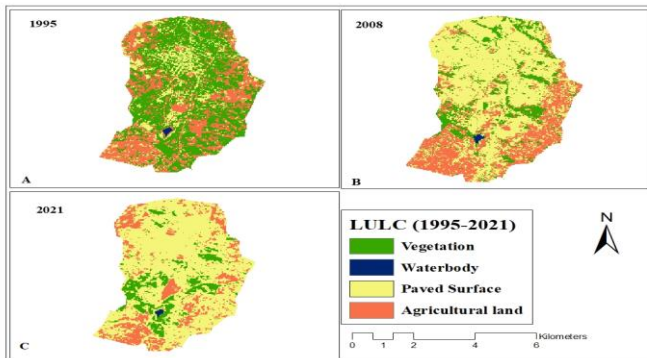 1995
A
2008
B
2021
C
LULC (1995-2021)
Vegetation
Waterbody
Paved Surface
Agricultural land
N
Kilometers
0 1 2 4 6